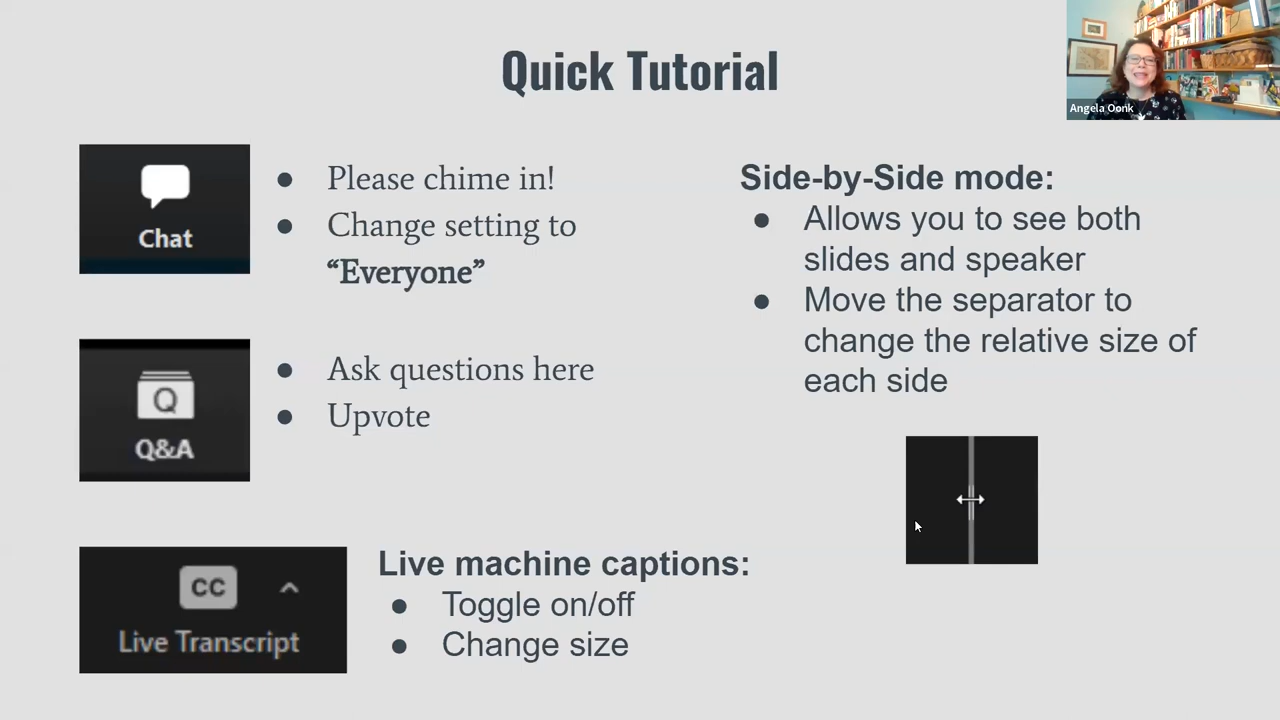 Quick Tutorial
Angela Oonk
Chat
● Please chime in!
● Change setting to
“Everyone”
Q
Q&A
● Ask questions here
● Upvote
CC
Live Transcript
Live machine captions:
● Toggle on/off
● Change size
Side-by-Side mode:
● Allows you to see both
slides and speaker
● Move the separator to
change the relative size of
each side